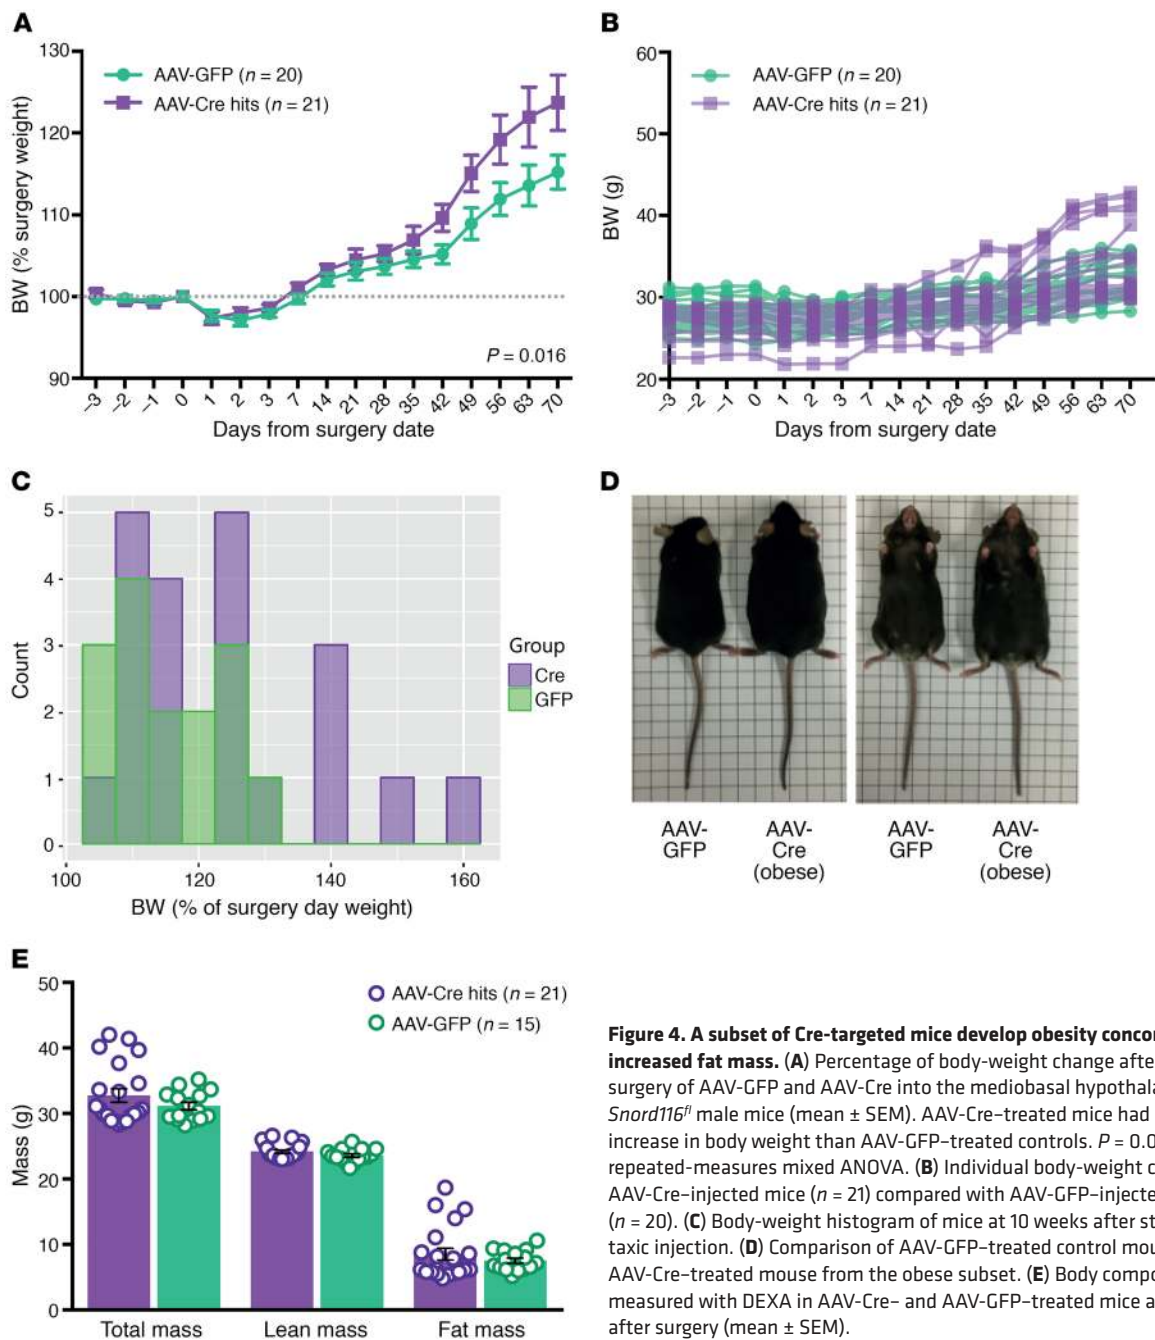 A
130
120
110
100
90
BW (% surgery weight)
AAV-GFP (n = 20)
AAV-Cre hits (n = 21)
P = 0.016
–3 –2 –1 0 1 2 3 7 14 21 28 35 42 49 56 63 70
Days from surgery date
B
60
50
40
30
20
BW (g)
AAV-GFP (n = 20)
AAV-Cre hits (n = 21)
–3 –2 –1 0 1 2 3 7 14 21 28 35 42 49 56 63 70
Days from surgery date
C
5
4
3
2
1
0
Count
100 120 140 160
BW (% of surgery day weight)
Group
Cre
GFP
D
AAV-
GFP
AAV-
Cre
(obese)
AAV-
GFP
AAV-
Cre
(obese)
E
50
40
30
20
10
0
Mass (g)
AAV-Cre hits (n = 21)
AAV-GFP (n = 15)
Total mass Lean mass Fat mass
Figure 4. A subset of Cre-targeted mice develop obesity concor
increased fat mass. (A) Percentage of body-weight change after
surgery of AAV-GFP and AAV-Cre into the mediobasal hypothala
Snord116fl male mice (mean ± SEM). AAV-Cre–treated mice had
increase in body weight than AAV-GFP–treated controls. P = 0.0
repeated-measures mixed ANOVA. (B) Individual body-weight c
AAV-Cre–injected mice (n = 21) compared with AAV-GFP–injecte
(n = 20). (C) Body-weight histogram of mice at 10 weeks after st
taxic injection. (D) Comparison of AAV-GFP–treated control mou
AAV-Cre–treated mouse from the obese subset. (E) Body compo
measured with DEXA in AAV-Cre– and AAV-GFP–treated mice a
after surgery (mean ± SEM).